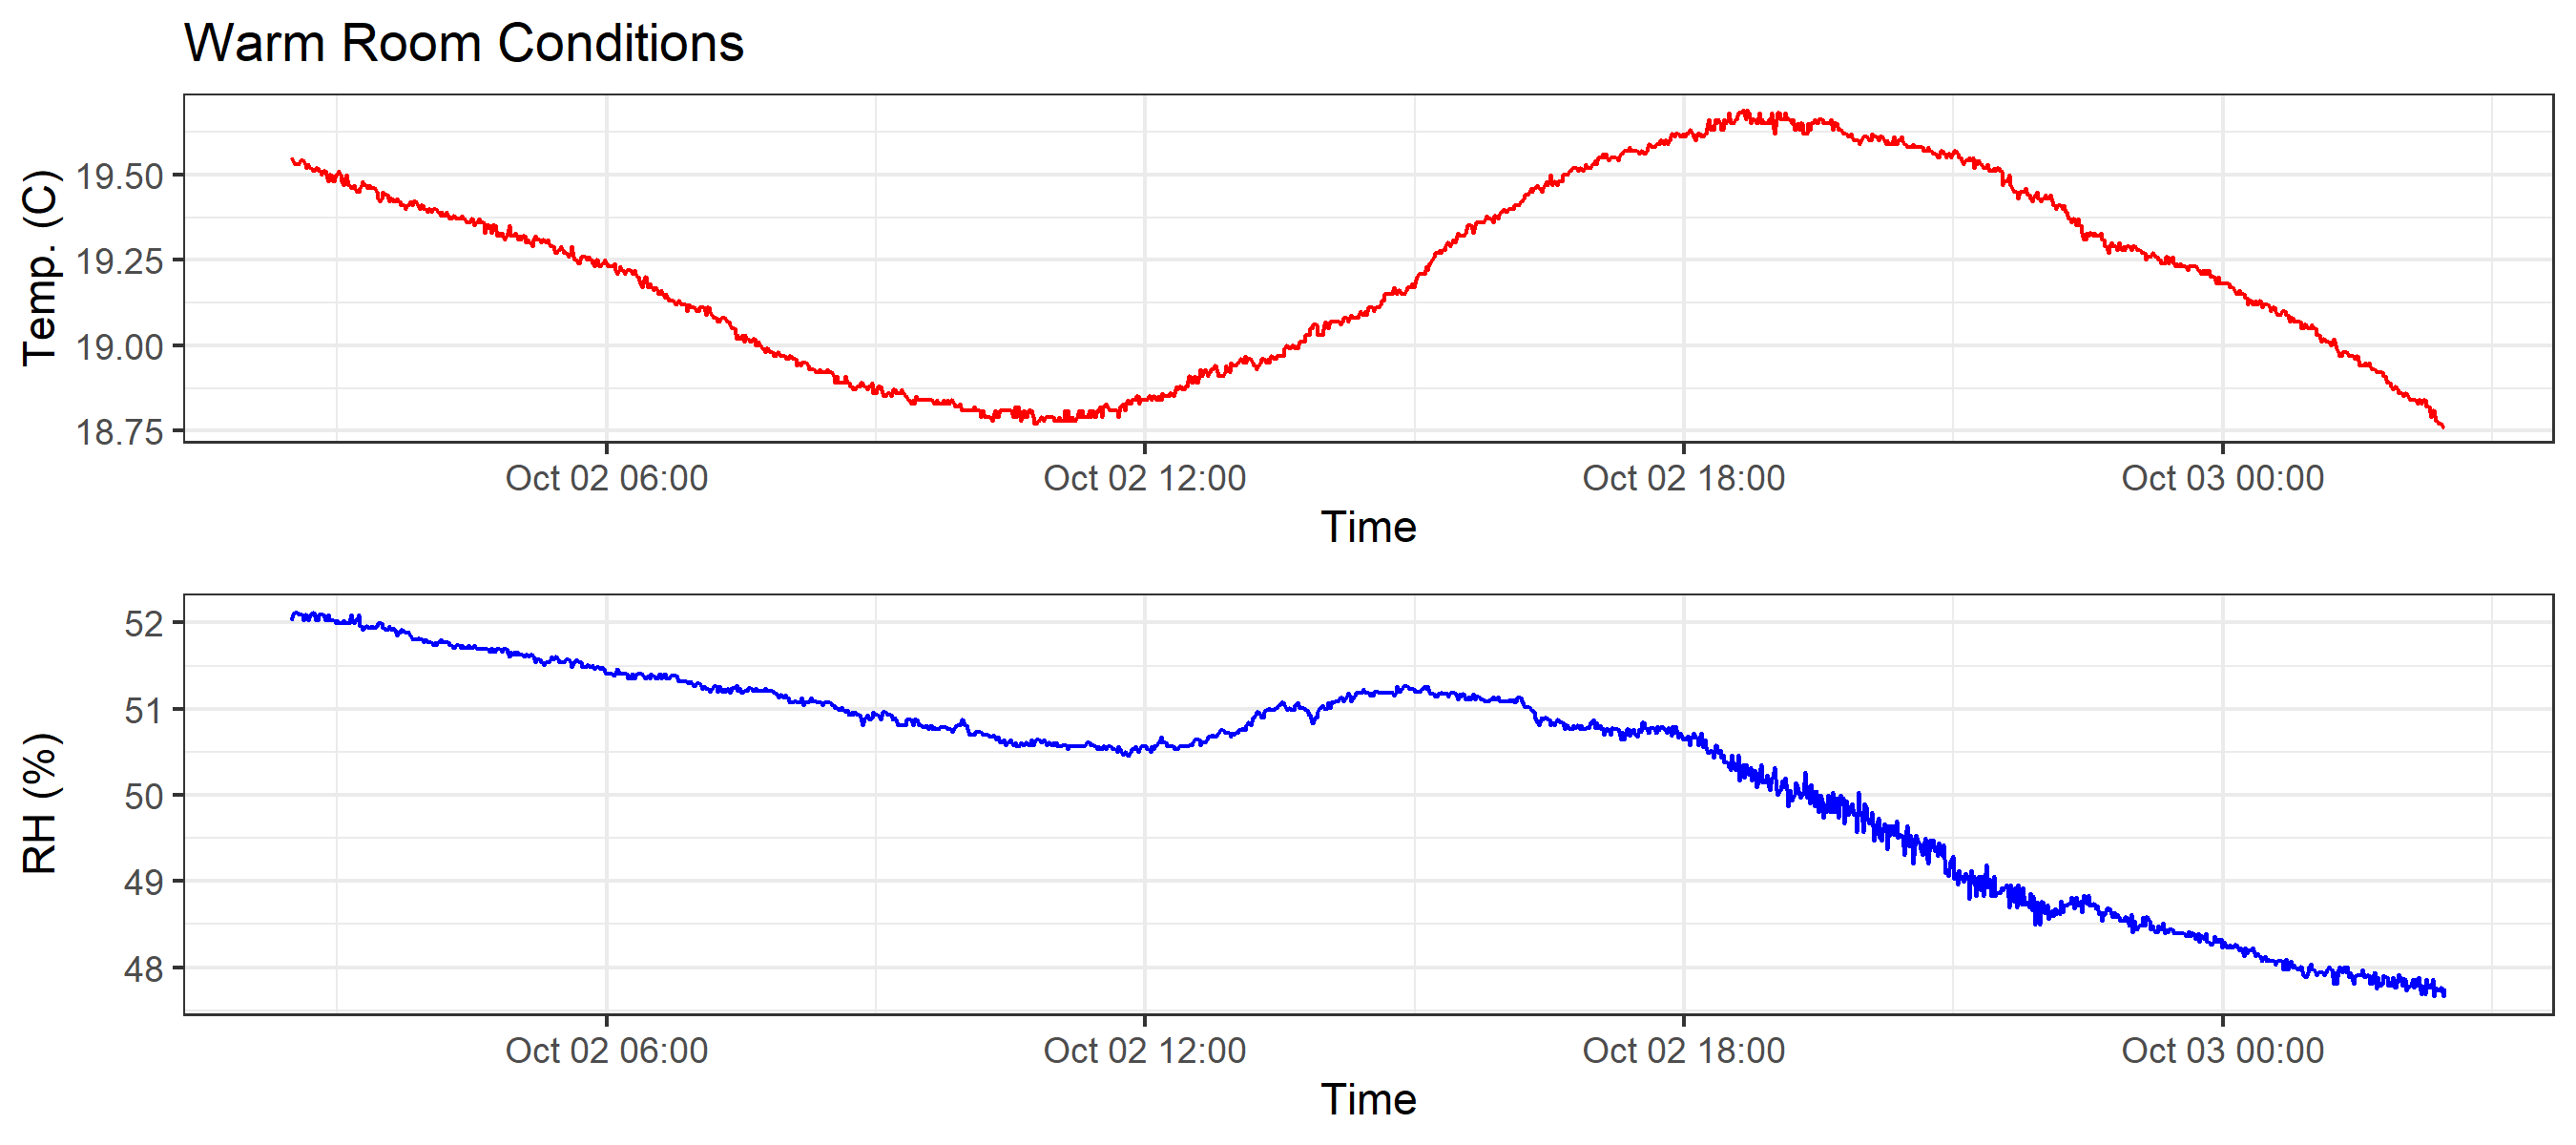 Warm Room Conditions
Temp. (C)
19.50
19.25
19.00
18.75
Oct 02 06:00 Oct 02 12:00 Oct 02 18:00 Oct 03 00:00
Time
RH (%)
52
51
50
49
48
Oct 02 06:00 Oct 02 12:00 Oct 02 18:00 Oct 03 00:00
Time